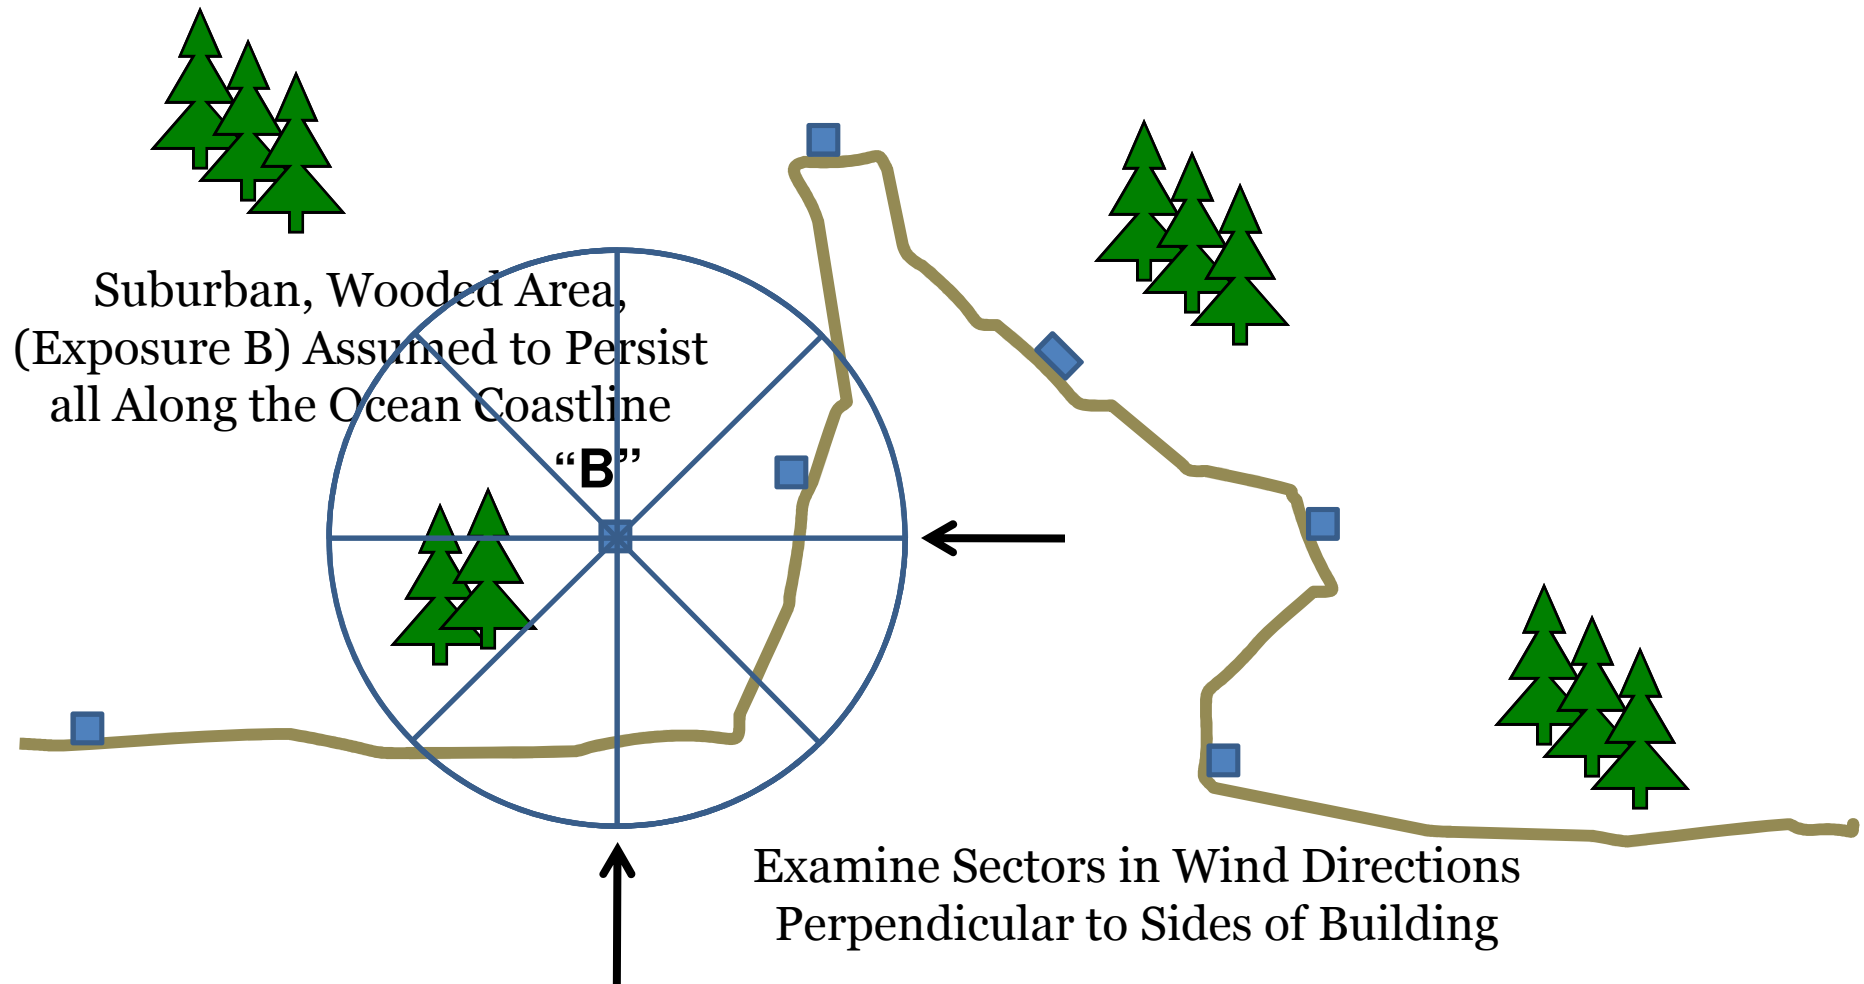 Suburban, Wooded Area,
(Exposure B) Assumed to Persist
all Along the Ocean Coastline
“B”
Examine Sectors in Wind Directions
Perpendicular to Sides of Building